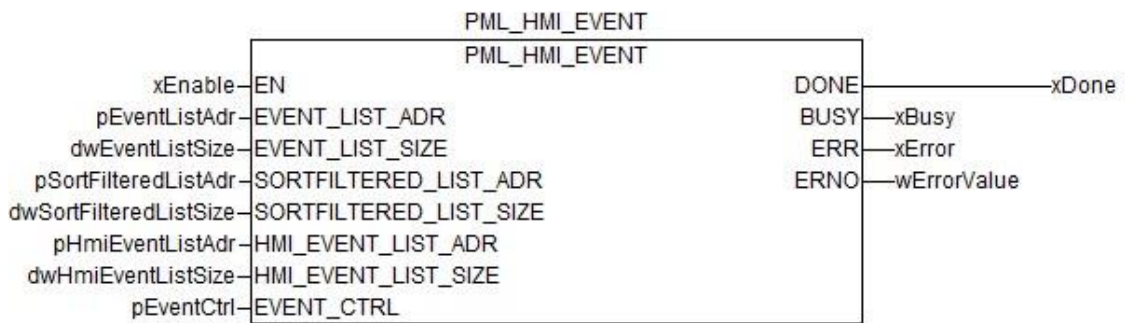 PML_HMI_EVENT
PML_HMI_EVENT
xEnable EN DONE xDone
pEventListAdr EVENT_LIST_ADR BUSY xBusy
dwEventListSize EVENT_LIST_SIZE ERR xError
pSortFilteredListAdr SORTFILTERED_LIST_ADR ERNO wErrorValue
dwSortFilteredListSize SORTFILTERED_LIST_SIZE
pHmiEventListAdr HMI_EVENT_LIST_ADR
dwHmiEventListSize HMI_EVENT_LIST_SIZE
pEventCtrl EVENT_CTRL